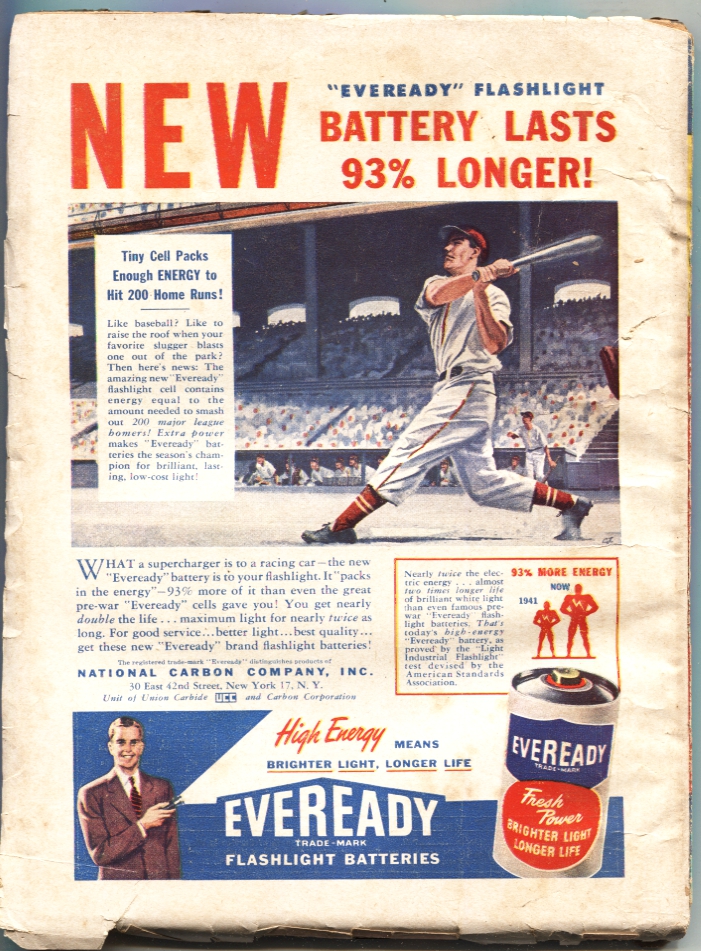 NEW
"EVEREADY" FLASHLIGHT
BATTERY LASTS
93% LONGER!
Tiny Cell Packs
Enough ENERGY to
Hit 200 Home Runs!
Like baseball? Like to
raise the roof when your
favorite slugger blasts
one out of the park?
Then here's news: The
amazing new "Eveready"
flashlight cell contains
energy equal to the
amount needed to smash
out 200 major league
homers! Extra power
makes "Eveready" bat-
teries the season's cham-
pion for brilliant, last-
ing, low-cost light!
WHAT a supercharger is to a racing car—the new
"Eveready" battery is to your flashlight. It "packs
in the energy"—93% more of it than even the great
pre-war "Eveready" cells gave you! You get nearly
double the life . . . maximum light for nearly twice as
long. For good service...better light...best quality...
get these new "Eveready" brand flashlight batteries!
The registered trade-mark "Eveready" distinguishes products of
NATIONAL CARBON COMPANY, INC.
30 East 42nd Street, New York 17, N. Y.
Unit of Union Carbide UCC and Carbon Corporation
Nearly twice the elec-
tric energy . . . almost
two times longer life
of brilliant white light
than even famous pre-
war "Eveready" flash-
light batteries. That's
today's high-energy
"Eveready" battery, as
proved by the "Light
Industrial Flashlight"
test devised by the
American Standards
Association.
93% MORE ENERGY
NOW
1941
High Energy MEANS
BRIGHTER LIGHT, LONGER LIFE
EVEREADY
TRADE-MARK
FLASHLIGHT BATTERIES
EVEREADY
TRADE-MARK
Fresh
Power
BRIGHTER LIGHT
LONGER LIFE